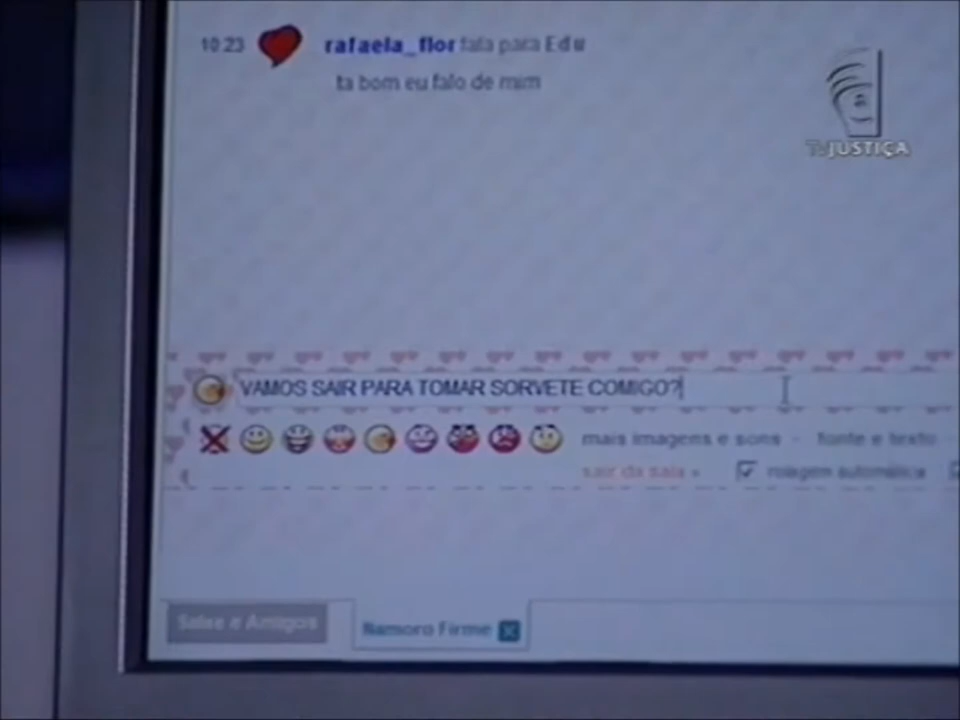 10:23 rafaela_flor fala para Edu
ta bom eu falo de mim
TV JUSTIÇA
VAMOS SAIR PARA TOMAR SORVETE COMIGO?
mais imagens e sons - fonte e texto -
sair da sala » rolagem automática
Salas e Amigos Namoro Firme